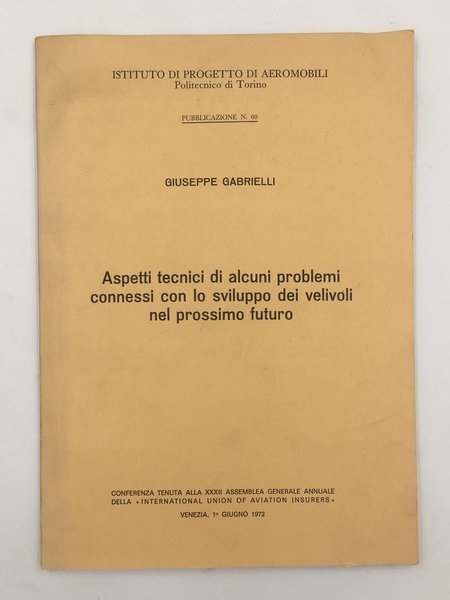 ISTITUTO DI PROGETTO DI AEROMOBILI
Politecnico di Torino
PUBBLICAZIONE N. 60
GIUSEPPE GABRIELLI
Aspetti tecnici di alcuni problemi
connessi con lo sviluppo dei velivoli
nel prossimo futuro
CONFERENZA TENUTA ALLA XXXII ASSEMBLEA GENERALE ANNUALE
DELLA « INTERNATIONAL UNION OF AVIATION INSURERS »
VENEZIA, 1º GIUGNO 1972